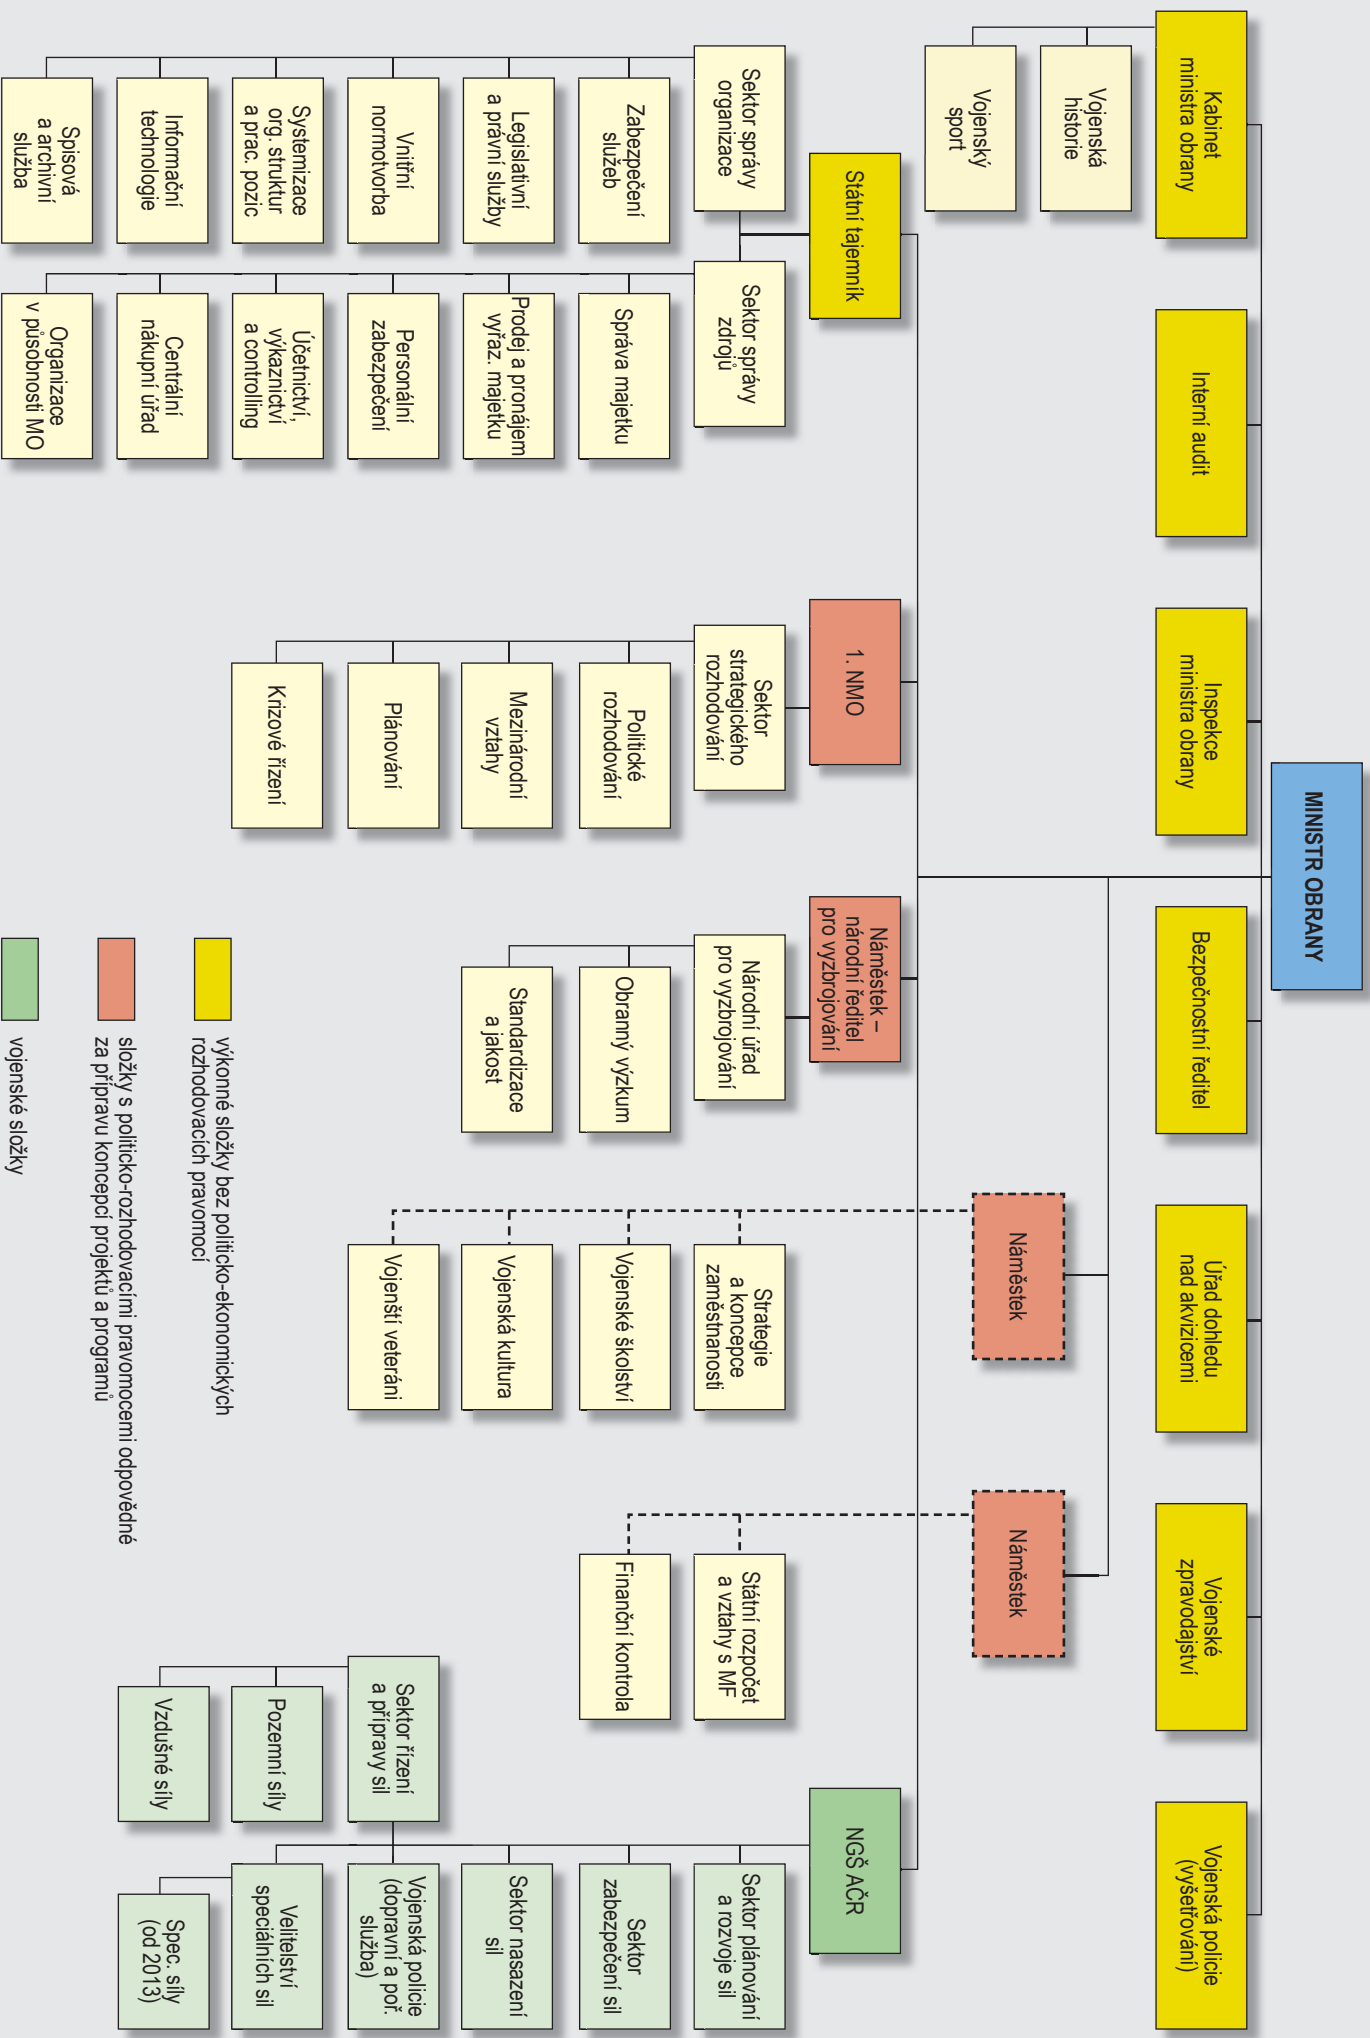 MINISTR OBRANY
Kabinet
ministra obrany
Interní audit
Inspekce
ministra obrany
Bezpečnostní ředitel
Úřad dohledu
nad akvizicemi
Vojenské
zpravodajství
Vojenská policie
(vyšetřování)
Vojenská
historie
Vojenský
sport
Náměstek
Náměstek
Státní tajemník
1. NMO
Náměstek –
národní ředitel
pro vyzbrojování
NGŠ AČR
Sektor správy
organizace
Zabezpečení
služeb
Legislativní
a právní služby
Vnitřní
normotvorba
Systemizace
org. struktur
a prac. pozic
Informační
technologie
Spisová
a archivní
služba
Sektor správy
zdrojů
Správa majetku
Prodej a pronájem
vyřaz. majetku
Personální
zabezpečení
Účetnictví,
výkaznictví
a controlling
Centrální
nákupní úřad
Organizace
v působnosti MO
Sektor
strategického
rozhodování
Politické
rozhodování
Mezinárodní
vztahy
Plánování
Krizové řízení
Národní úřad
pro vyzbrojování
Obranný výzkum
Standardizace
a jakost
Strategie
a koncepce
zaměstnanosti
Vojenské školství
Vojenská kultura
Vojenští veteráni
Státní rozpočet
a vztahy s MF
Finanční kontrola
Sektor plánování
a rozvoje sil
Sektor
zabezpečení sil
Sektor nasazení
sil
Sektor řízení
a přípravy sil
Pozemní síly
Vzdušné síly
Vojenská policie
(dopravní a poř.
služba)
Velitelství
speciálních sil
Spec. síly
(od 2013)
výkonné složky bez politicko-ekonomických
rozhodovacích pravomocí
složky s politicko-rozhodovacími pravomocemi odpovědné
za přípravu koncepcí projektů a programů
vojenské složky